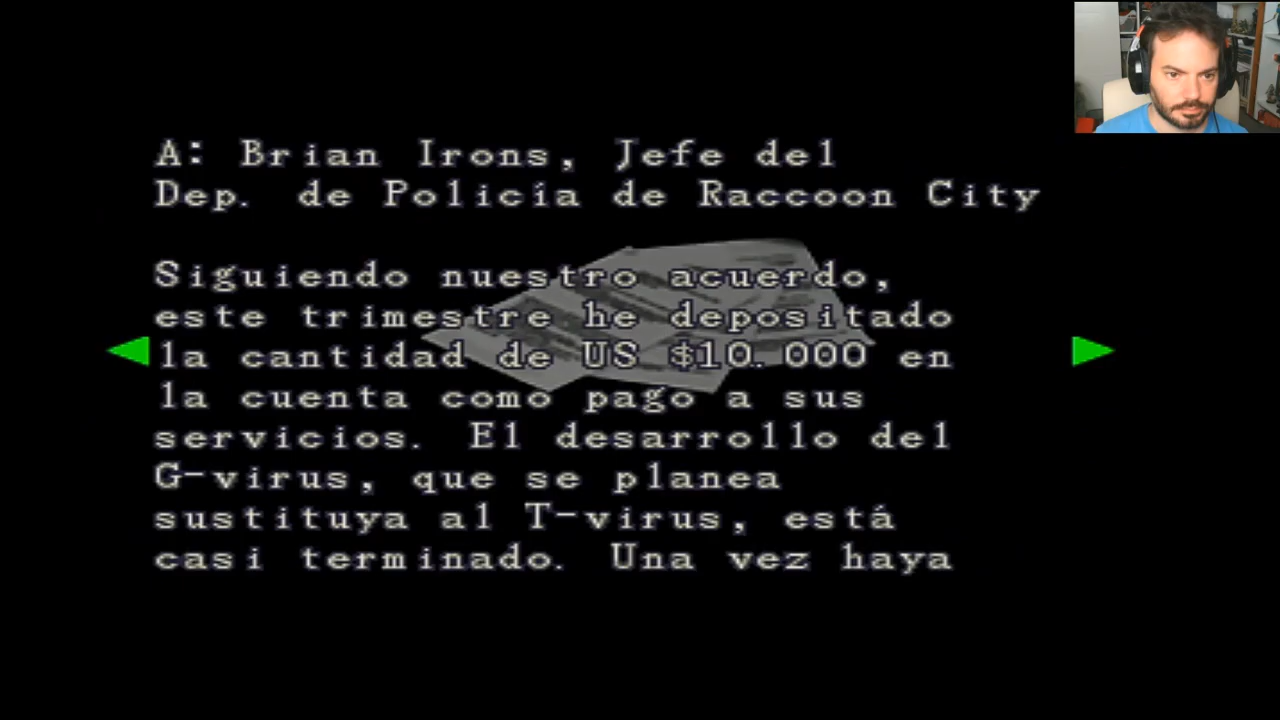 A: Brian Irons, Jefe del
Dep. de Policía de Raccoon City
Siguiendo nuestro acuerdo,
este trimestre he depositado
la cantidad de US $10.000 en
la cuenta como pago a sus
servicios. El desarrollo del
G-virus, que se planea
sustituya al T-virus, está
casi terminado. Una vez haya